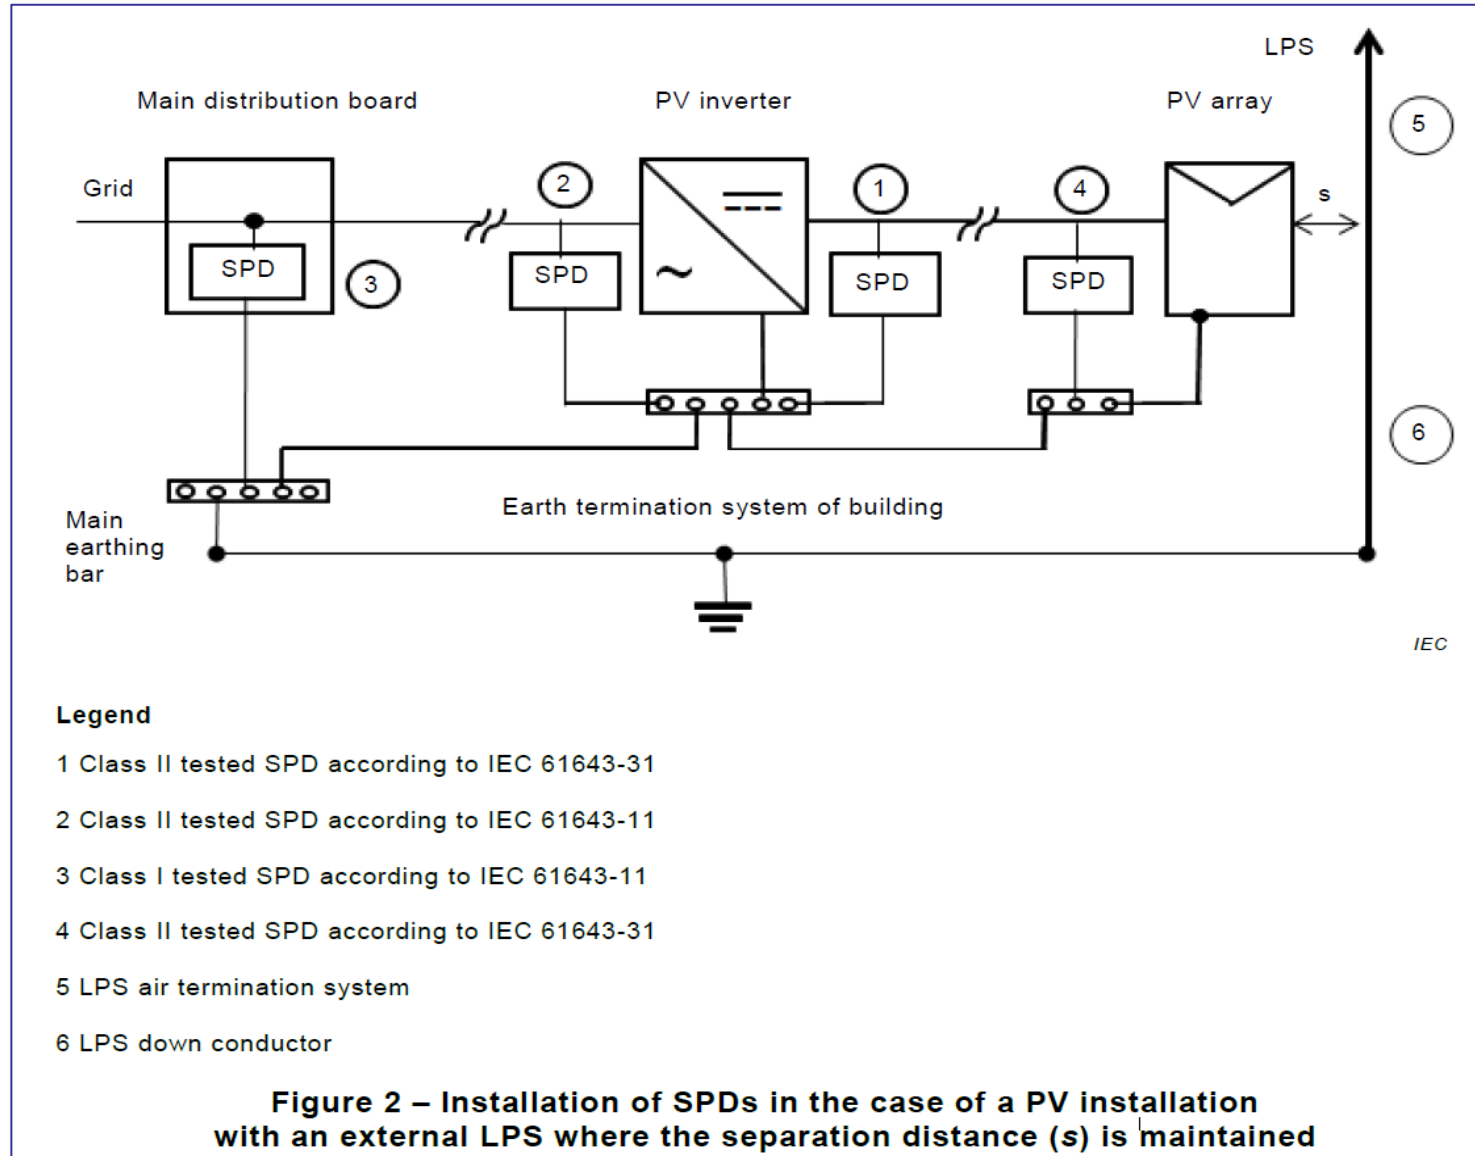 LPS
Main distribution board
PV inverter
PV array
5
Grid
2
1
4
s
SPD
3
SPD
SPD
SPD
~
6
Main
earthing
bar
Earth termination system of building
IEC
Legend
1 Class II tested SPD according to IEC 61643-31
2 Class II tested SPD according to IEC 61643-11
3 Class I tested SPD according to IEC 61643-11
4 Class II tested SPD according to IEC 61643-31
5 LPS air termination system
6 LPS down conductor
Figure 2 – Installation of SPDs in the case of a PV installation
with an external LPS where the separation distance (s) is maintained